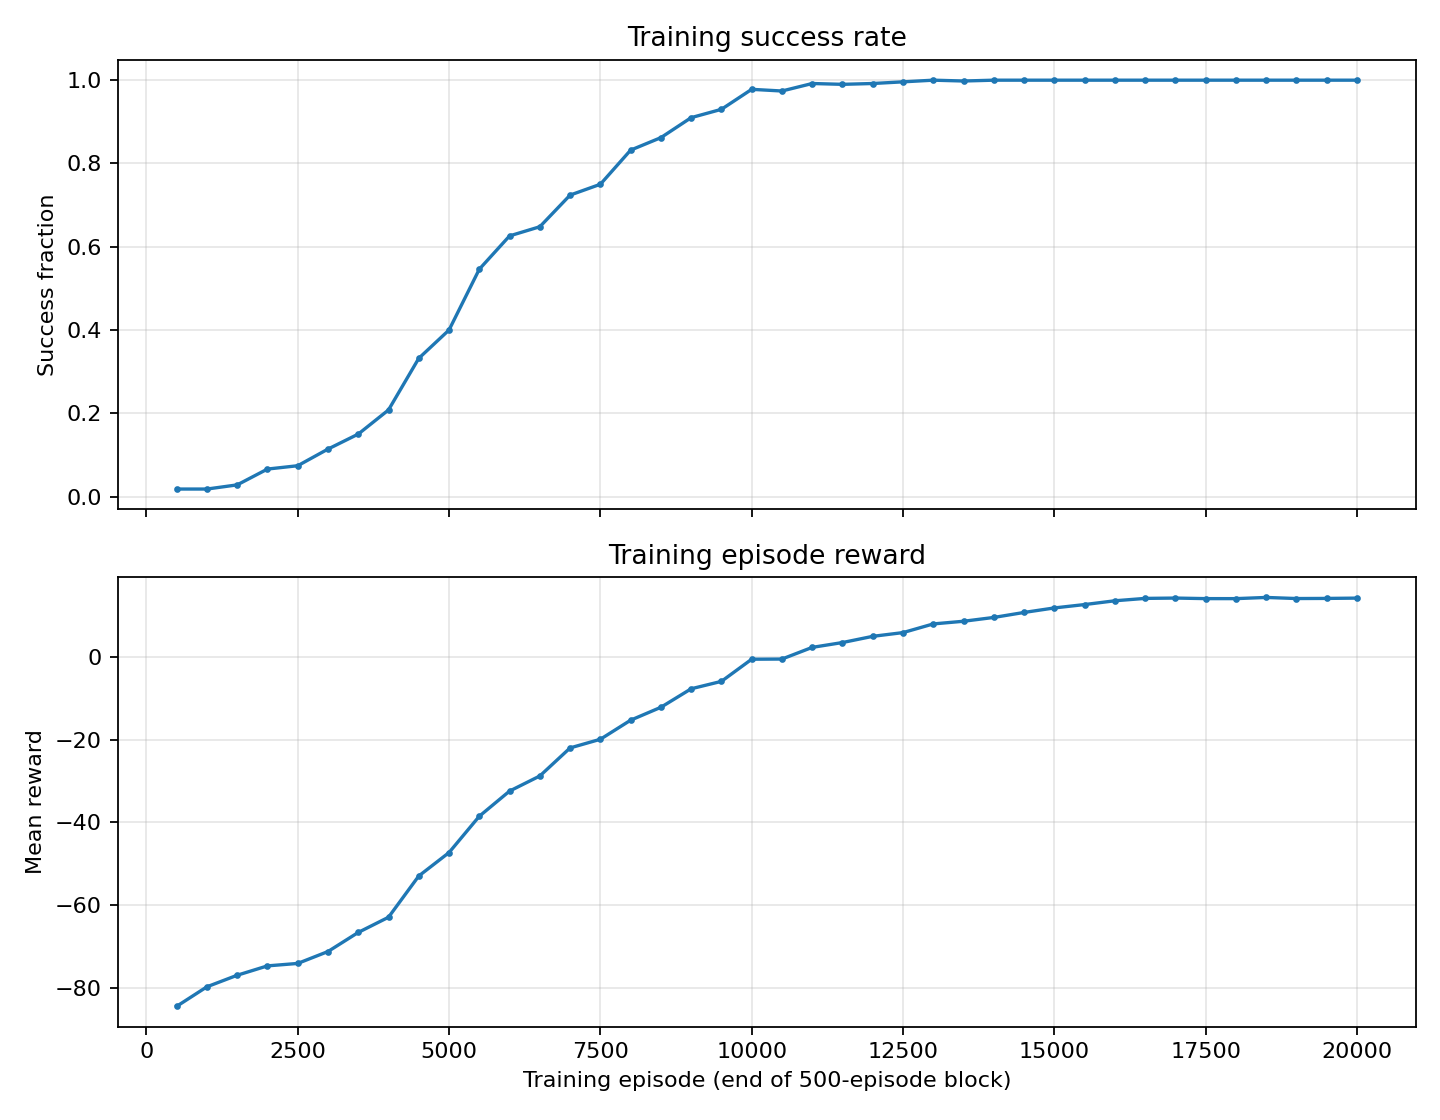 Training success rate
Success fraction
1.0
0.8
0.6
0.4
0.2
0.0
Training episode reward
Mean reward
0
−20
−40
−60
−80
0 2500 5000 7500 10000 12500 15000 17500 20000
Training episode (end of 500-episode block)